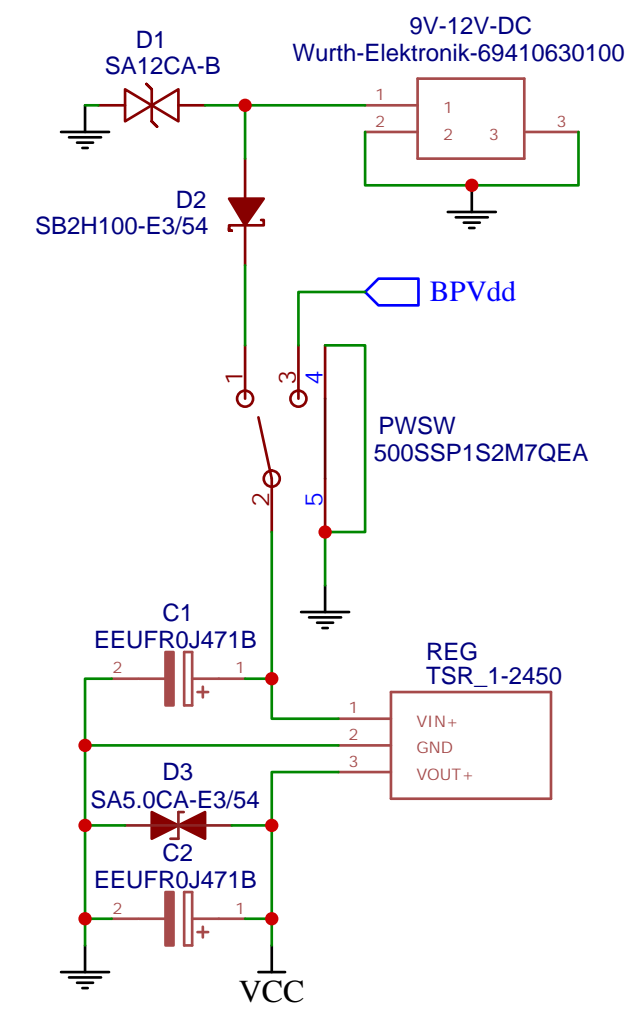 9V-12V-DC
Wurth-Elektronik-69410630100
D1
SA12CA-B
1
2
1
2
3
3
D2
SB2H100-E3/54
BPVdd
1
3
4
PWSW
500SSP1S2M7QEA
2
5
C1
EEUFR0J471B
2
1
+
REG
TSR_1-2450
1
VIN+
2
GND
3
VOUT+
D3
SA5.0CA-E3/54
C2
EEUFR0J471B
2
1
+
VCC